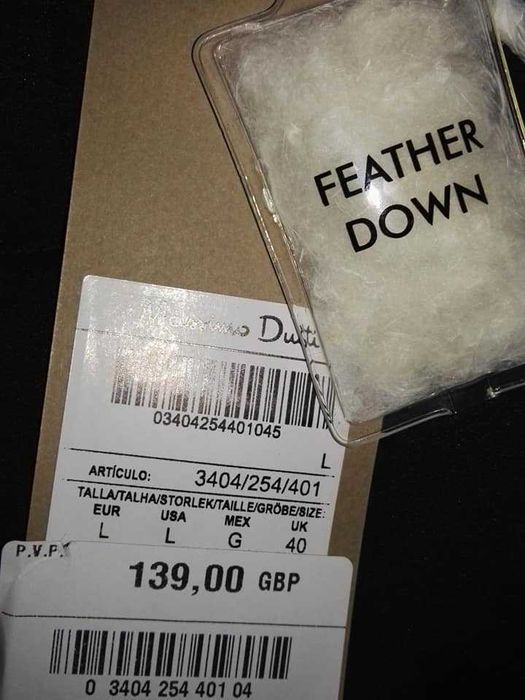 FEATHER
DOWN
Massimo Dutti
03404254401045
L
ARTÍCULO: 3404/254/401
TALLA/TALHA/STORLEK/TAILLE/GRÖBE/SIZE:
EUR USA MEX UK
L L G 40
P.V.P.
139,00 GBP
0 3404 254 401 04